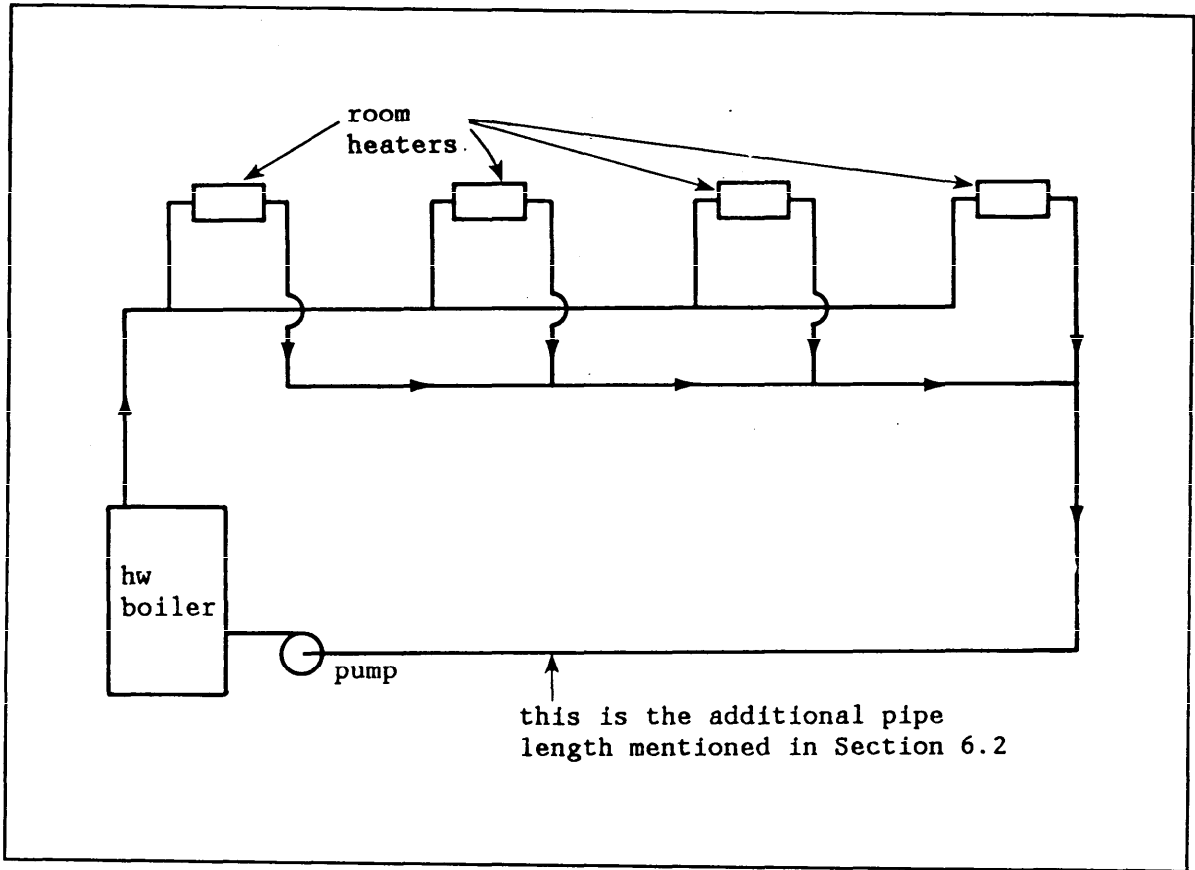 room
heaters.
hw
boiler
pump
this is the additional pipe
length mentioned in Section 6.2